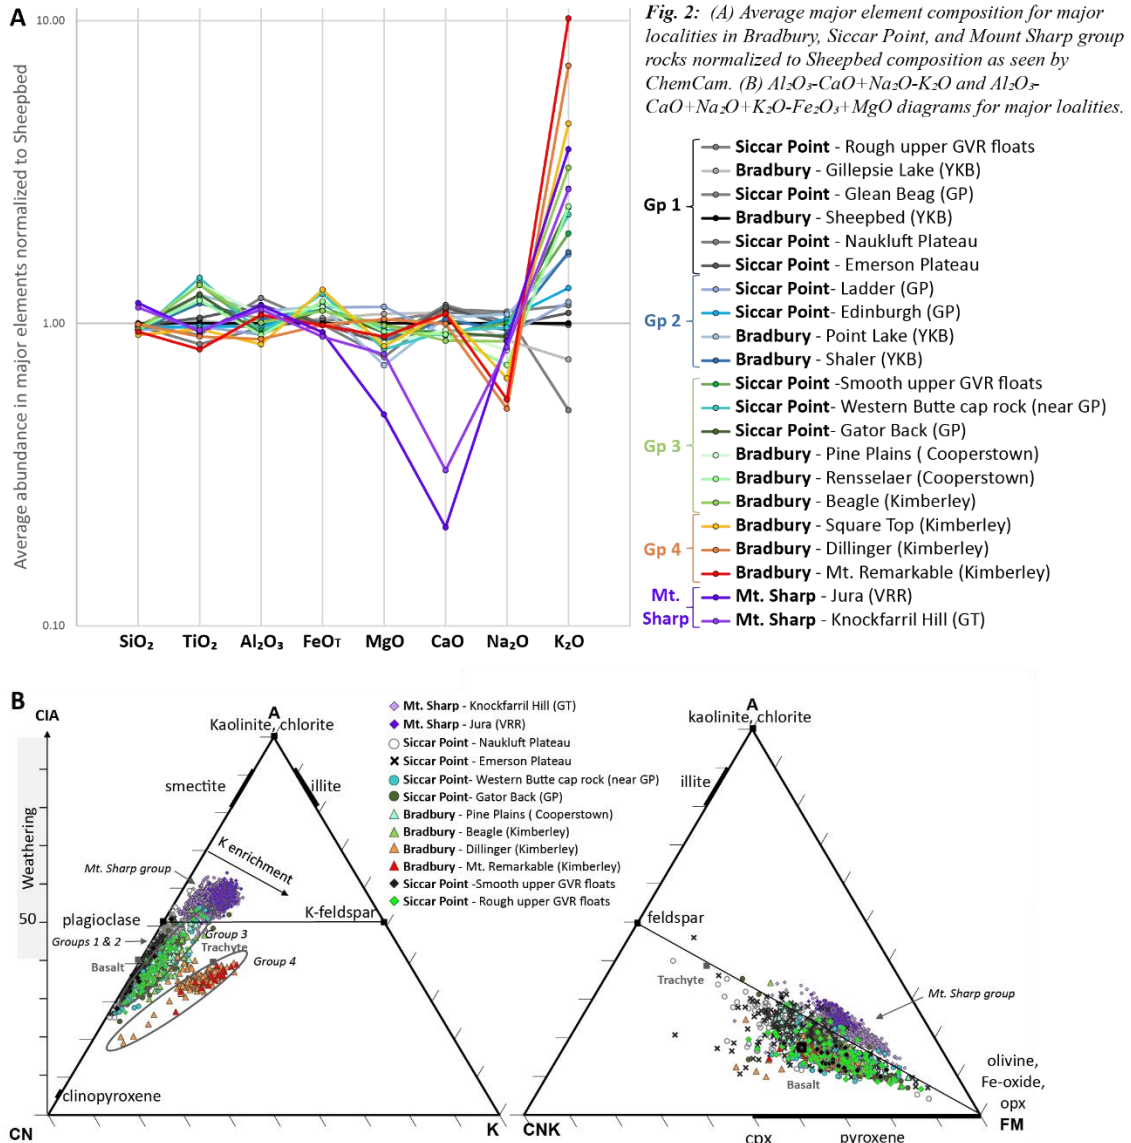 A
10.00
1.00
0.10
Average abundance in major elements normalized to Sheepbed
SiO₂ TiO₂ Al₂O₃ FeOT MgO CaO Na₂O K₂O
Fig. 2: (A) Average major element composition for major
localities in Bradbury, Siccar Point, and Mount Sharp group
rocks normalized to Sheepbed composition as seen by
ChemCam. (B) Al₂O₃-CaO+Na₂O-K₂O and Al₂O₃-
CaO+Na₂O+K₂O-Fe₂O₃+MgO diagrams for major loalities.
Gp 1
Siccar Point - Rough upper GVR floats
Bradbury - Gillepsie Lake (YKB)
Siccar Point - Glean Beag (GP)
Bradbury - Sheepbed (YKB)
Siccar Point - Naukluft Plateau
Siccar Point - Emerson Plateau
Gp 2
Siccar Point - Ladder (GP)
Siccar Point - Edinburgh (GP)
Bradbury - Point Lake (YKB)
Bradbury - Shaler (YKB)
Gp 3
Siccar Point -Smooth upper GVR floats
Siccar Point- Western Butte cap rock (near GP)
Siccar Point- Gator Back (GP)
Bradbury - Pine Plains ( Cooperstown)
Bradbury - Rensselaer (Cooperstown)
Bradbury - Beagle (Kimberley)
Gp 4
Bradbury - Square Top (Kimberley)
Bradbury - Dillinger (Kimberley)
Bradbury - Mt. Remarkable (Kimberley)
Mt.
Sharp
Mt. Sharp - Jura (VRR)
Mt. Sharp - Knockfarril Hill (GT)
B
CIA
Weathering
50
A
Kaolinite, chlorite
smectite
illite
K enrichment
Mt. Sharp group
plagioclase
K-fespar
Groups 1 & 2
Group 3
Trachyte
Basalt
Group 4
clinopyroxene
CN
K
Mt. Sharp - Knockfarril Hill (GT)
Mt. Sharp - Jura (VRR)
Siccar Point - Naukluft Plateau
Siccar Point - Emerson Plateau
Siccar Point- Western Butte cap rock (near GP)
Siccar Point- Gator Back (GP)
Bradbury - Pine Plains ( Cooperstown)
Bradbury - Beagle (Kimberley)
Bradbury - Dillinger (Kimberley)
Bradbury - Mt. Remarkable (Kimberley)
Siccar Point -Smooth upper GVR floats
Siccar Point - Rough upper GVR floats
A
kaolinite, chlorite
illite
feldspar
Trachyte
Mt. Sharp group
Basalt
olivine,
Fe-oxide,
opx
FM
CNK
cpx
pyroxene